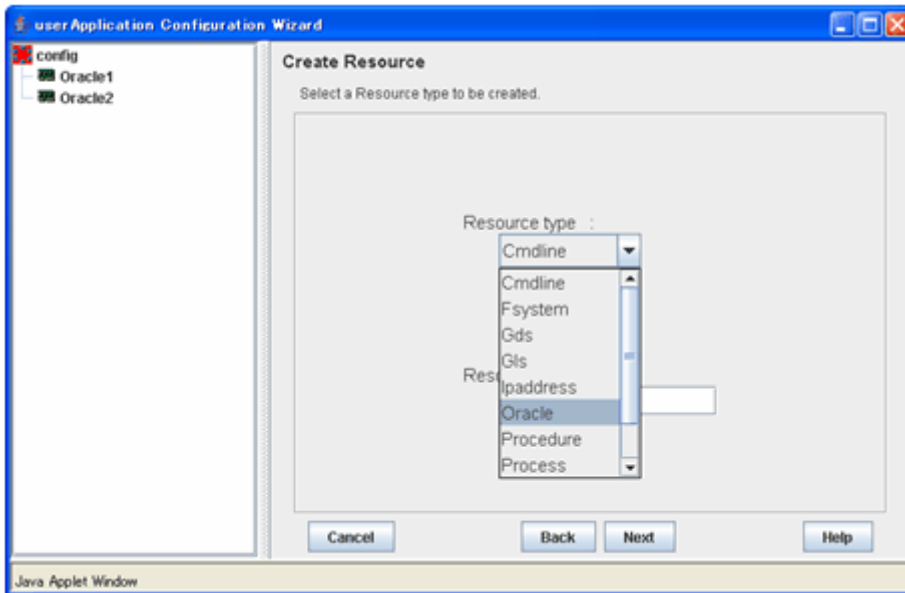 userApplication Configuration Wizard
config
Oracle1
Oracle2
Create Resource
Select a Resource type to be created.
Resource type :
Cmdline
Cmdline
Fsystem
Gds
Gls
Ipaddress
Oracle
Procedure
Process
Cancel
Back
Next
Help
Java Applet Window